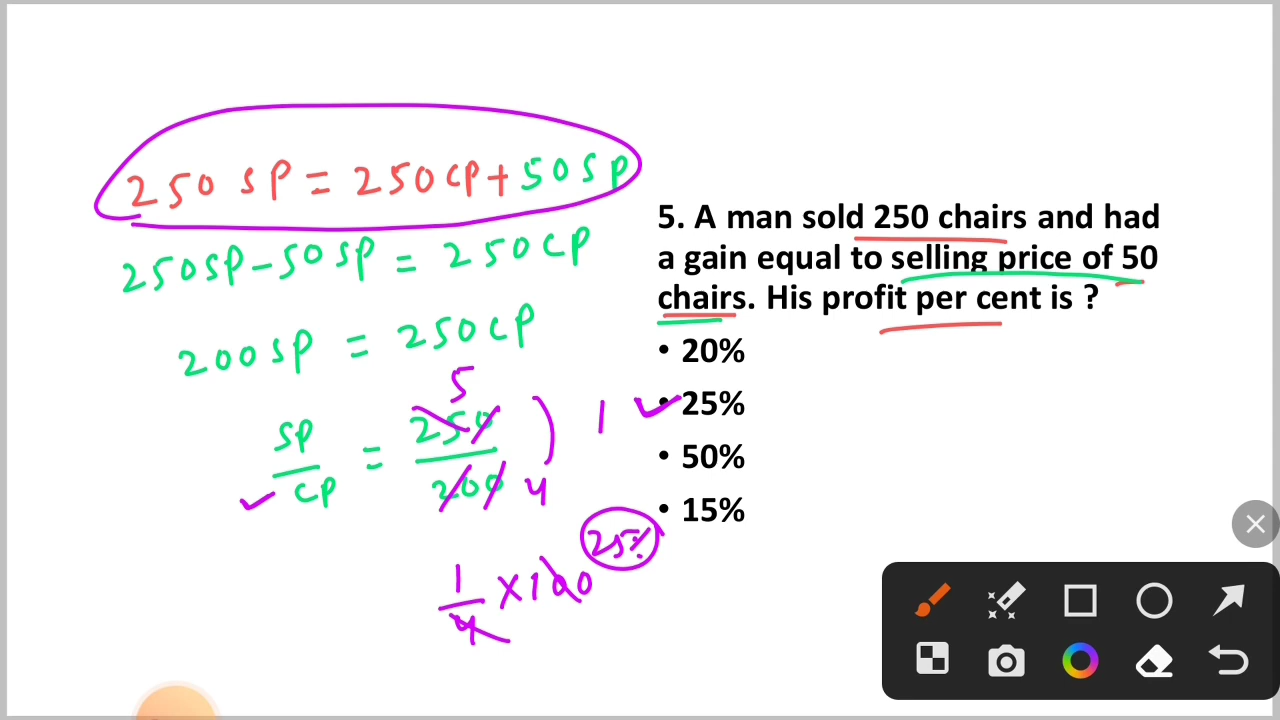 250 SP = 250 CP + 50 SP
250 SP - 50 SP = 250 CP
200 SP = 250 CP
SP/CP = 250/200 ) 1
5
4
1/4 x 100
25%
5. A man sold 250 chairs and had
a gain equal to selling price of 50
chairs. His profit per cent is ?
• 20%
• 25%
• 50%
• 15%